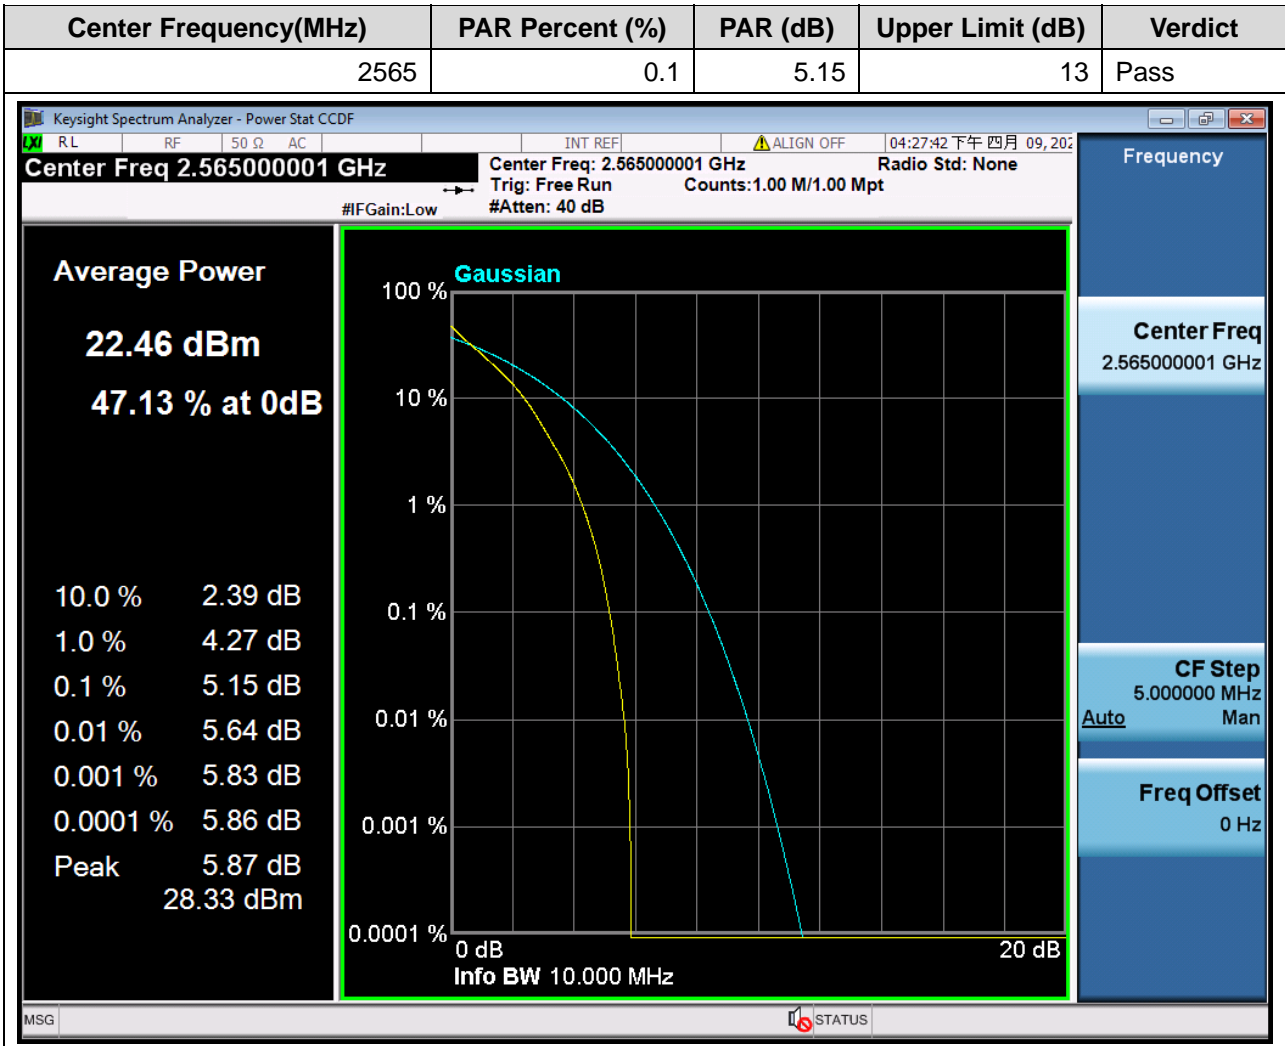 Center Frequency(MHz) PAR Percent (%) PAR (dB) Upper Limit (dB) Verdict
2565 0.1 5.15 13 Pass
Keysight Spectrum Analyzer - Power Stat CCDF
LXI RL RF 50 Ω AC INT REF ALIGN OFF 04:27:42 下午 四月 09, 202
Center Freq 2.565000001 GHz
#IFGain:Low
Center Freq: 2.565000001 GHz Radio Std: None
Trig: Free Run Counts:1.00 M/1.00 Mpt
#Atten: 40 dB
Average Power
22.46 dBm
47.13 % at 0dB
10.0 % 2.39 dB
1.0 % 4.27 dB
0.1 % 5.15 dB
0.01 % 5.64 dB
0.001 % 5.83 dB
0.0001 % 5.86 dB
Peak 5.87 dB
28.33 dBm
Gaussian
100 %
10 %
1 %
0.1 %
0.01 %
0.001 %
0.0001 %
0 dB 20 dB
Info BW 10.000 MHz
Frequency
Center Freq
2.565000001 GHz
CF Step
5.000000 MHz
Auto Man
Freq Offset
0 Hz
MSG STATUS